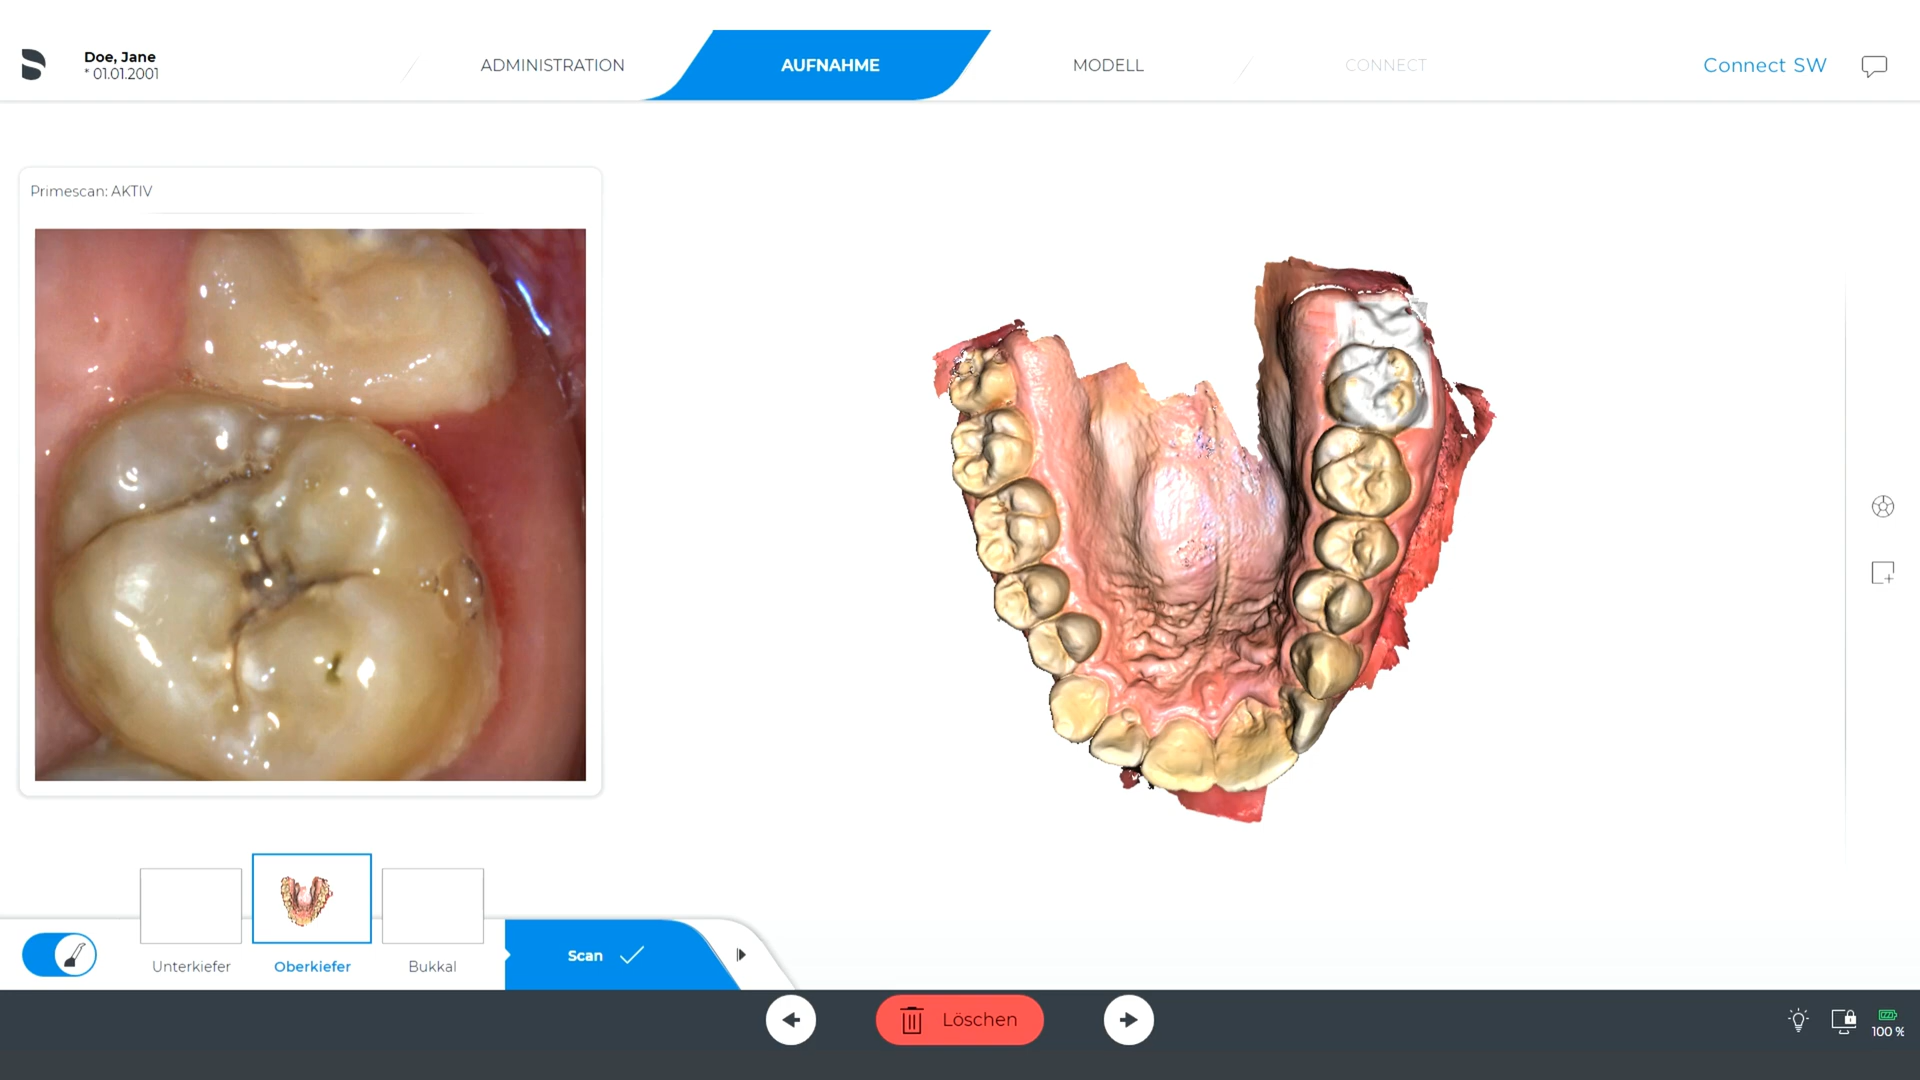 Doe, Jane
* 01.01.2001
ADMINISTRATION
AUFNAHME
MODELL
CONNECT
Connect SW
Primescan: AKTIV
Unterkiefer
Oberkiefer
Bukkal
Scan
Löschen
100 %